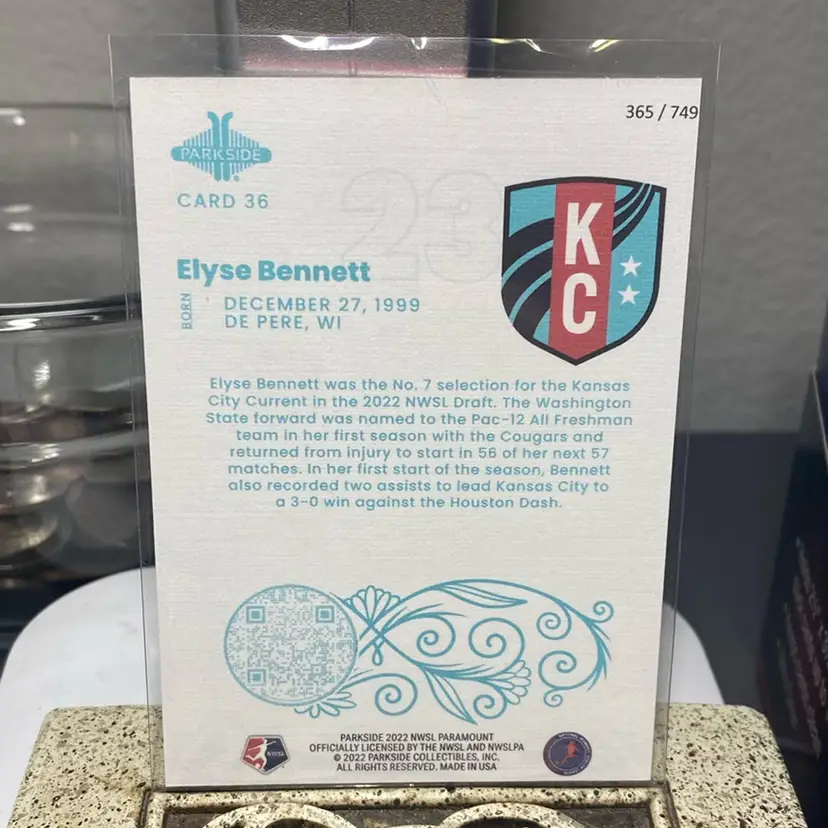 365 / 749
PARKSIDE
CARD 36
23
KC
Elyse Bennett
BORN
DECEMBER 27, 1999
DE PERE, WI
Elyse Bennett was the No. 7 selection for the Kansas
City Current in the 2022 NWSL Draft. The Washington
State forward was named to the Pac-12 All Freshman
team in her first season with the Cougars and
returned from injury to start in 56 of her next 57
matches. In her first start of the season, Bennett
also recorded two assists to lead Kansas City to
a 3-0 win against the Houston Dash.
NWSL
PARKSIDE 2022 NWSL PARAMOUNT
OFFICIALLY LICENSED BY THE NWSL AND NWSLPA
© 2022 PARKSIDE COLLECTIBLES, INC.
ALL RIGHTS RESERVED. MADE IN USA